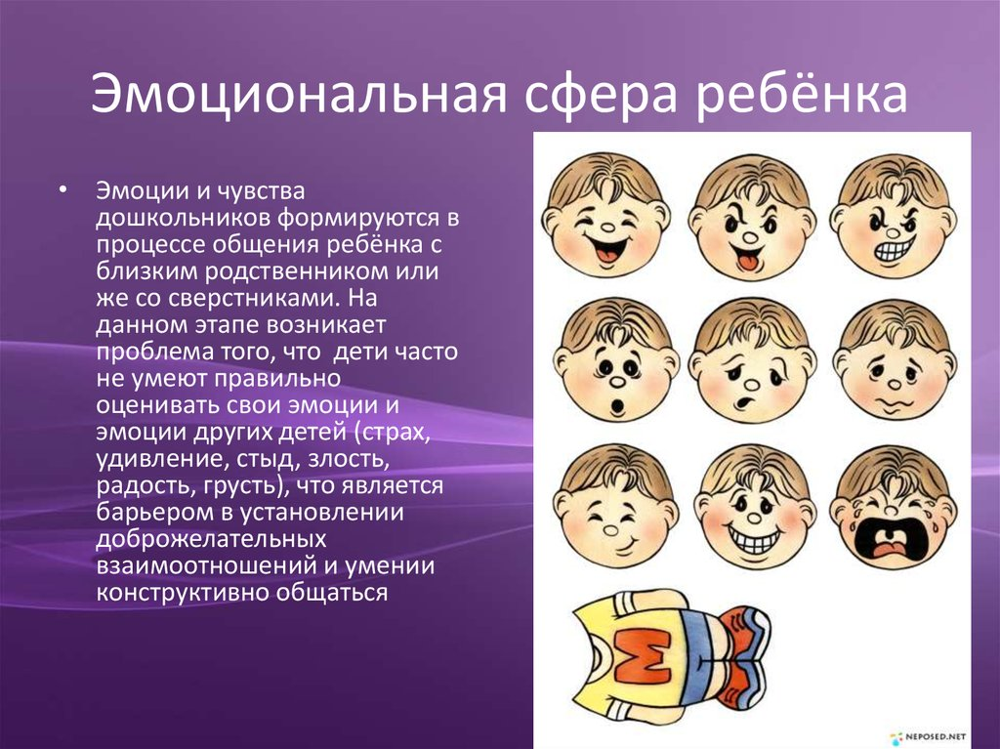 Эмоциональная сфера ребёнка
• Эмоции и чувства
дошкольников формируются в
процессе общения ребёнка с
близким родственником или
же со сверстниками. На
данном этапе возникает
проблема того, что  дети часто
не умеют правильно
оценивать свои эмоции и
эмоции других детей (страх,
удивление, стыд, злость,
радость, грусть), что является
барьером в установлении
доброжелательных
взаимоотношений и умении
конструктивно общаться
М
NEPOSED.NET